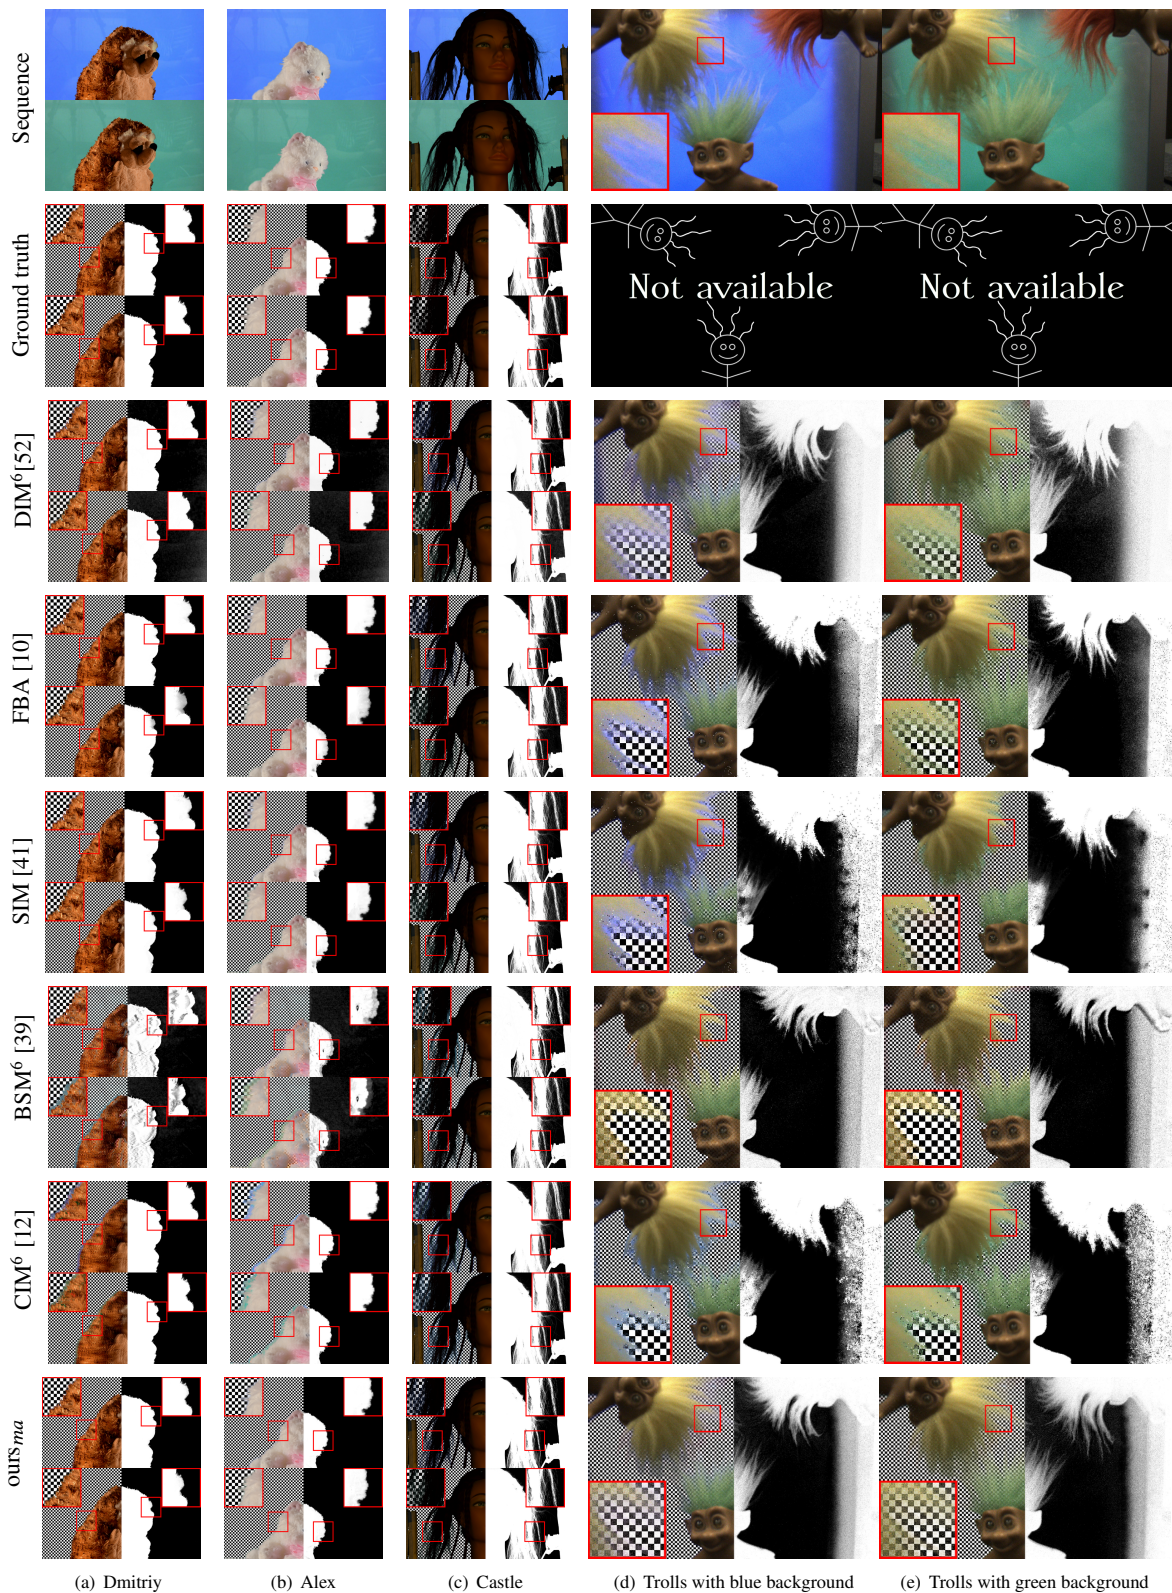 Sequence
Ground truth
Not available
Not available
DIM⁶[52]
FBA [10]
SIM [41]
BSM⁶ [39]
CIM⁶ [12]
ours_ma
(a) Dmitriy
(b) Alex
(c) Castle
(d) Trolls with blue background
(e) Trolls with green background